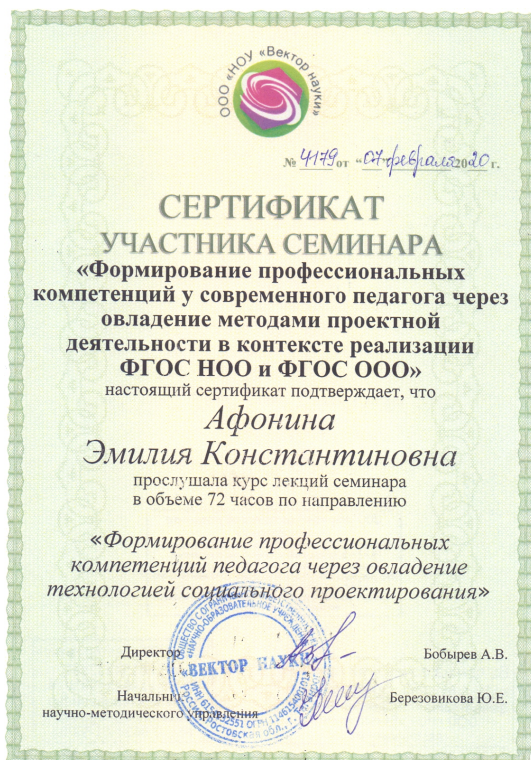 ООО «НОУ «Вектор науки»
№ 4179 от "07 февраля 2020 г.
СЕРТИФИКАТ
УЧАСТНИКА СЕМИНАРА
«Формирование профессиональных
компетенций у современного педагога через
овладение методами проектной
деятельности в контексте реализации
ФГОС НОО и ФГОС ООО»
настоящий сертификат подтверждает, что
Афонина
Эмилия Константиновна
прослушала курс лекций семинара
в объеме 72 часов по направлению
«Формирование профессиональных
компетенций педагога через овладение
технологией социального проектирования»
Директор
Бобырев А.В.
«ВЕКТОР НАУКИ»
Начальник
научно-методического управления
Березовикова Ю.Е.